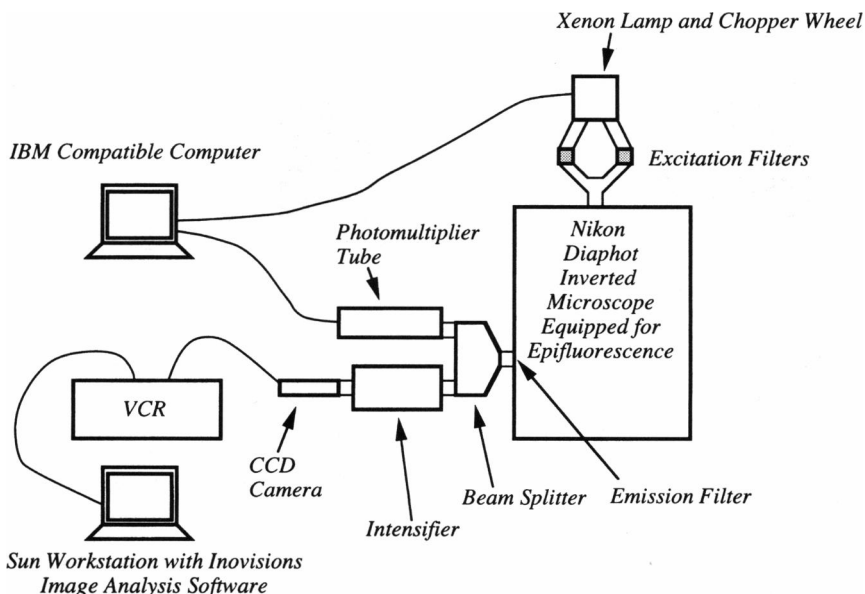 Xenon Lamp and Chopper Wheel
IBM Compatible Computer
Excitation Filters
Photomultiplier
Tube
Nikon
Diaphot
Inverted
Microscope
Equipped for
Epifluorescence
VCR
CCD
Camera
Intensifier
Beam Splitter
Emission Filter
Sun Workstation with Inovisions
Image Analysis Software